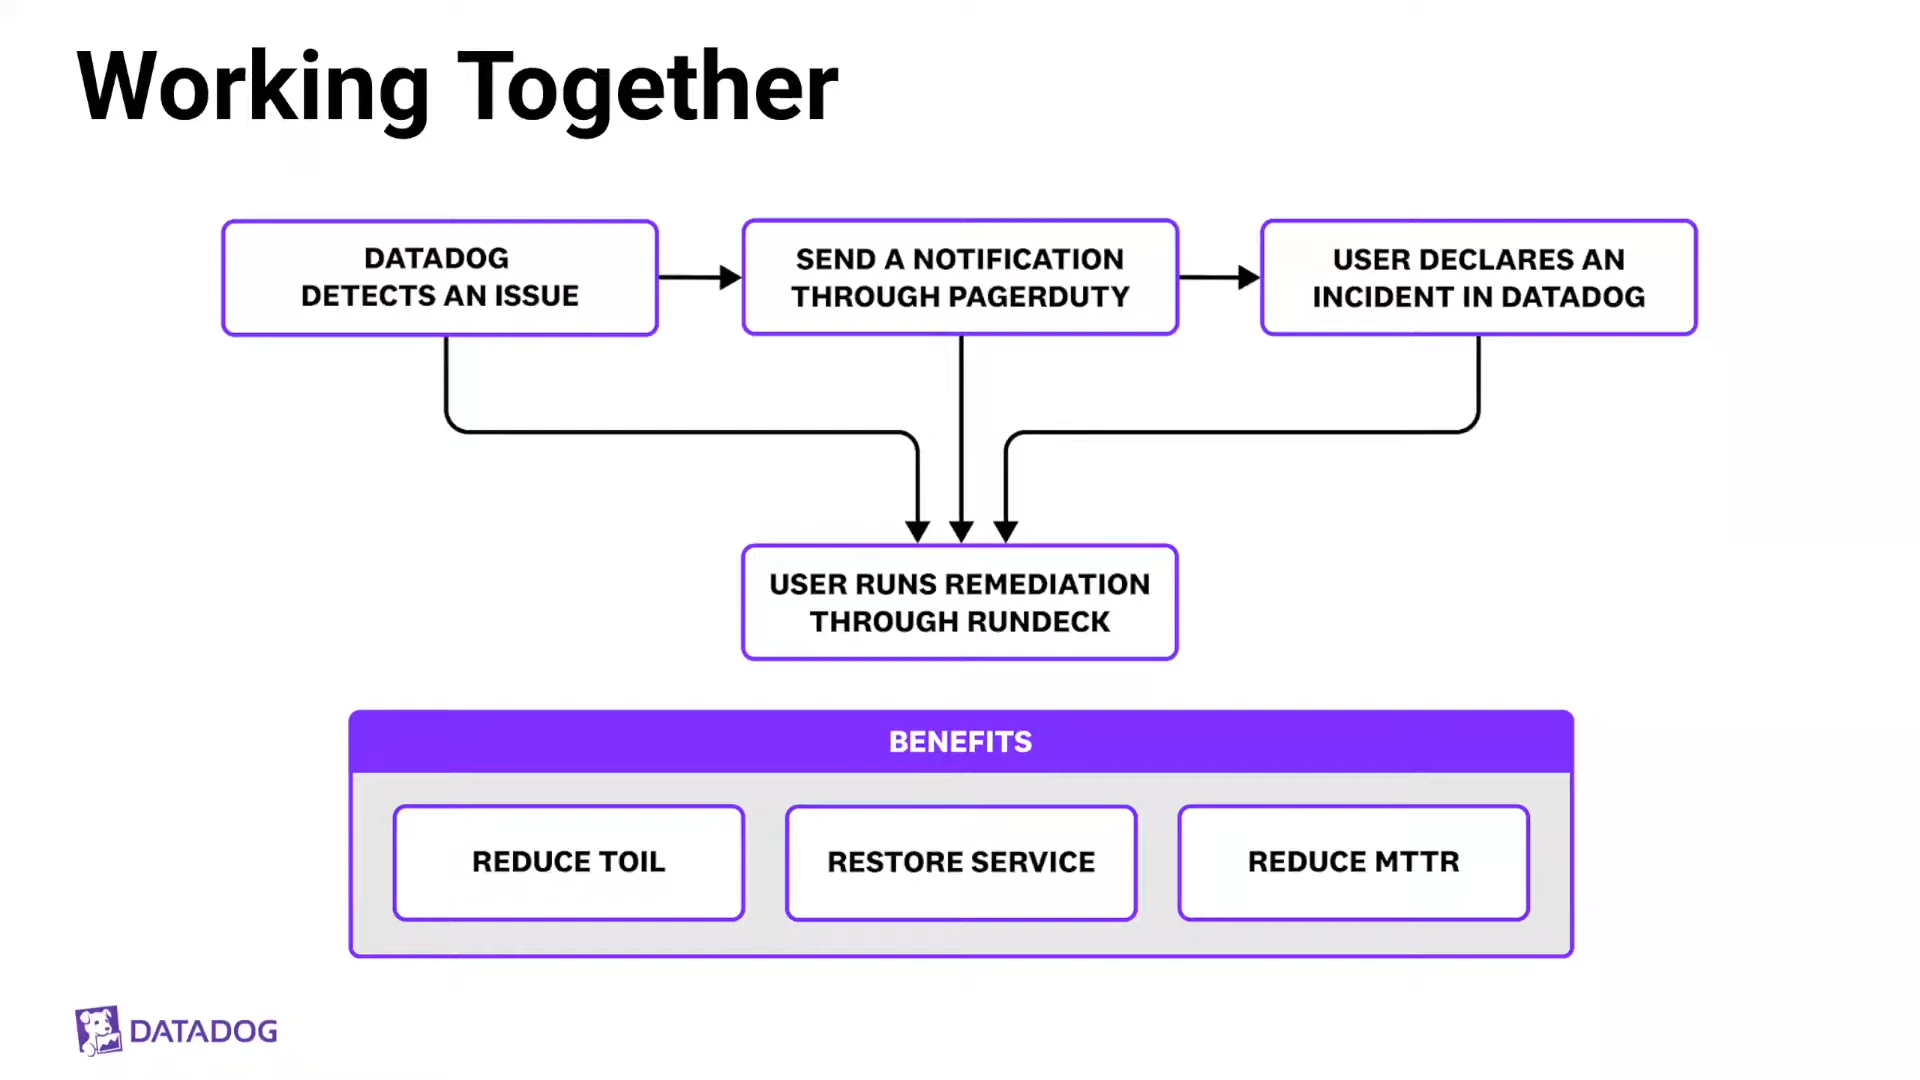 Working Together
DATADOG
DETECTS AN ISSUE
SEND A NOTIFICATION
THROUGH PAGERDUTY
USER DECLARES AN
INCIDENT IN DATADOG
USER RUNS REMEDIATION
THROUGH RUNDECK
BENEFITS
REDUCE TOIL
RESTORE SERVICE
REDUCE MTTR
DATADOG